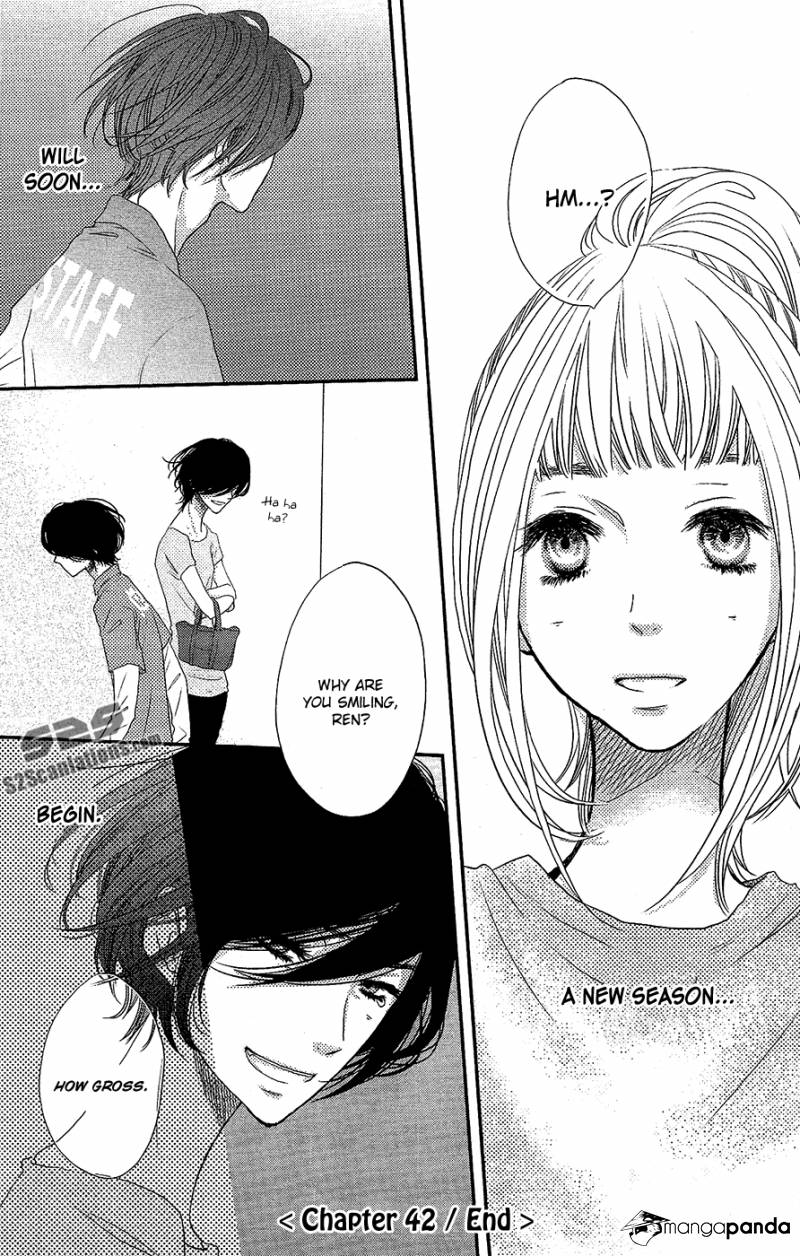 HM...?
A NEW SEASON...
WILL
SOON...
STAFF
Ha ha
ha?
WHY ARE
YOU SMILING,
REN?
BEGIN.
HOW GROSS.
S2S
S2Scanlations.com
< Chapter 42 / End >
mangapanda